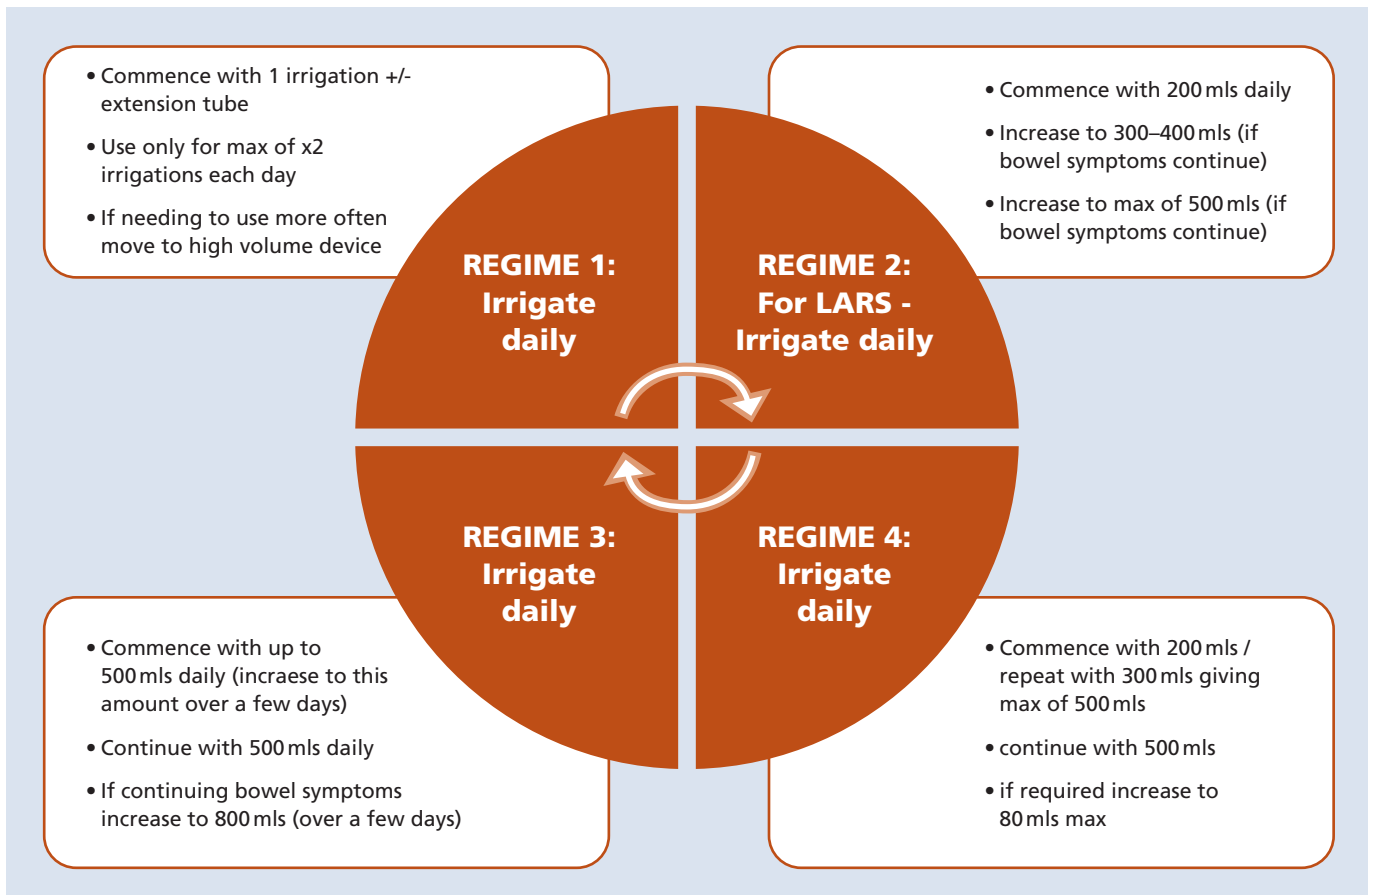 • Commence with 1 irrigation +/-
extension tube
• Use only for max of x2
irrigations each day
• If needing to use more often
move to high volume device
• Commence with 200 mls daily
• Increase to 300–400 mls (if
bowel symptoms continue)
• Increase to max of 500 mls (if
bowel symptoms continue)
REGIME 1:
Irrigate
daily
REGIME 2:
For LARS -
Irrigate daily
REGIME 3:
Irrigate
daily
REGIME 4:
Irrigate
daily
• Commence with up to
500 mls daily (incraese to this
amount over a few days)
• Continue with 500 mls daily
• If continuing bowel symptoms
increase to 800 mls (over a few days)
• Commence with 200 mls /
repeat with 300 mls giving
max of 500 mls
• continue with 500 mls
• if required increase to
80 mls max